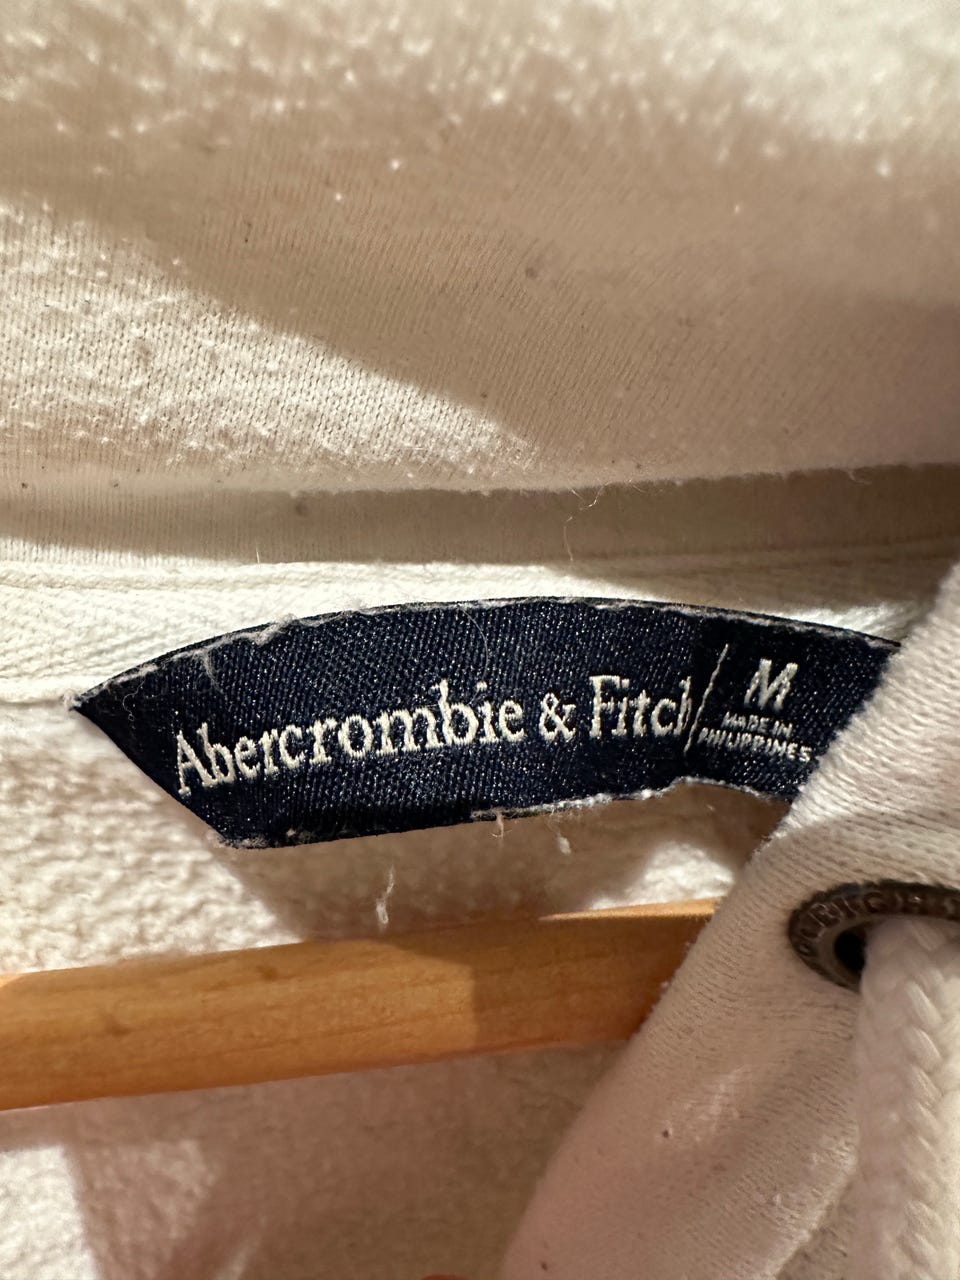 Abercrombie & Fitch
M
MADE IN
PHILIPPINES